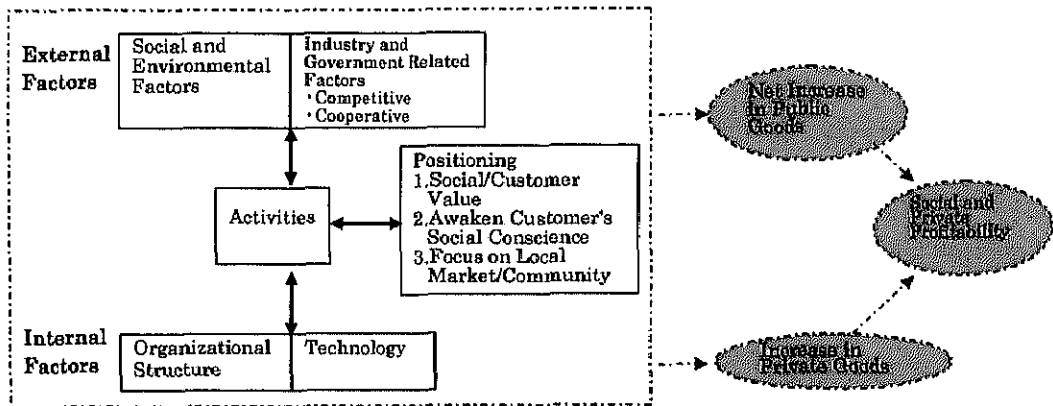 External
Factors
Social and
Environmental
Factors
Industry and
Government Related
Factors
・Competitive
・Cooperative
Activities
Positioning
1.Social/Customer
Value
2.Awaken Customer's
Social Conscience
3.Focus on Local
Market/Community
Internal
Factors
Organizational
Structure
Technology
Net Increase
in Public
Goods
Social and
Private
Profitability
Increase in
Private Goods